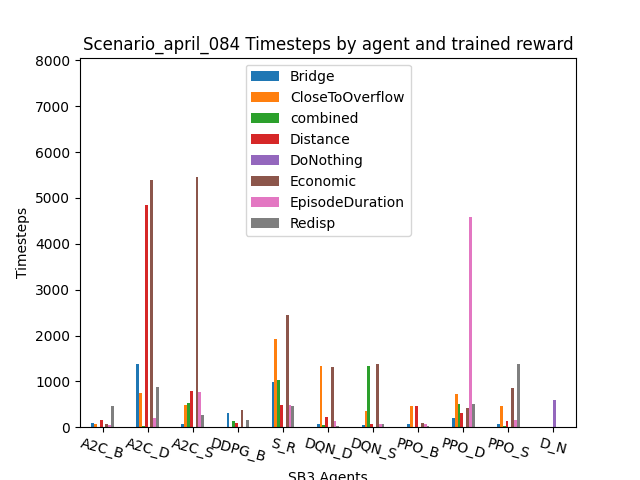 Scenario_april_084 Timesteps by agent and trained reward
8000
7000
6000
5000
4000
3000
2000
1000
0
Timesteps
Bridge
CloseToOverflow
combined
Distance
DoNothing
Economic
EpisodeDuration
Redisp
A2C_B
A2C_D
A2C_S
DDPG_B
S_R
DQN_D
DQN_S
PPO_B
PPO_D
PPO_S
D_N
SB3 Agents